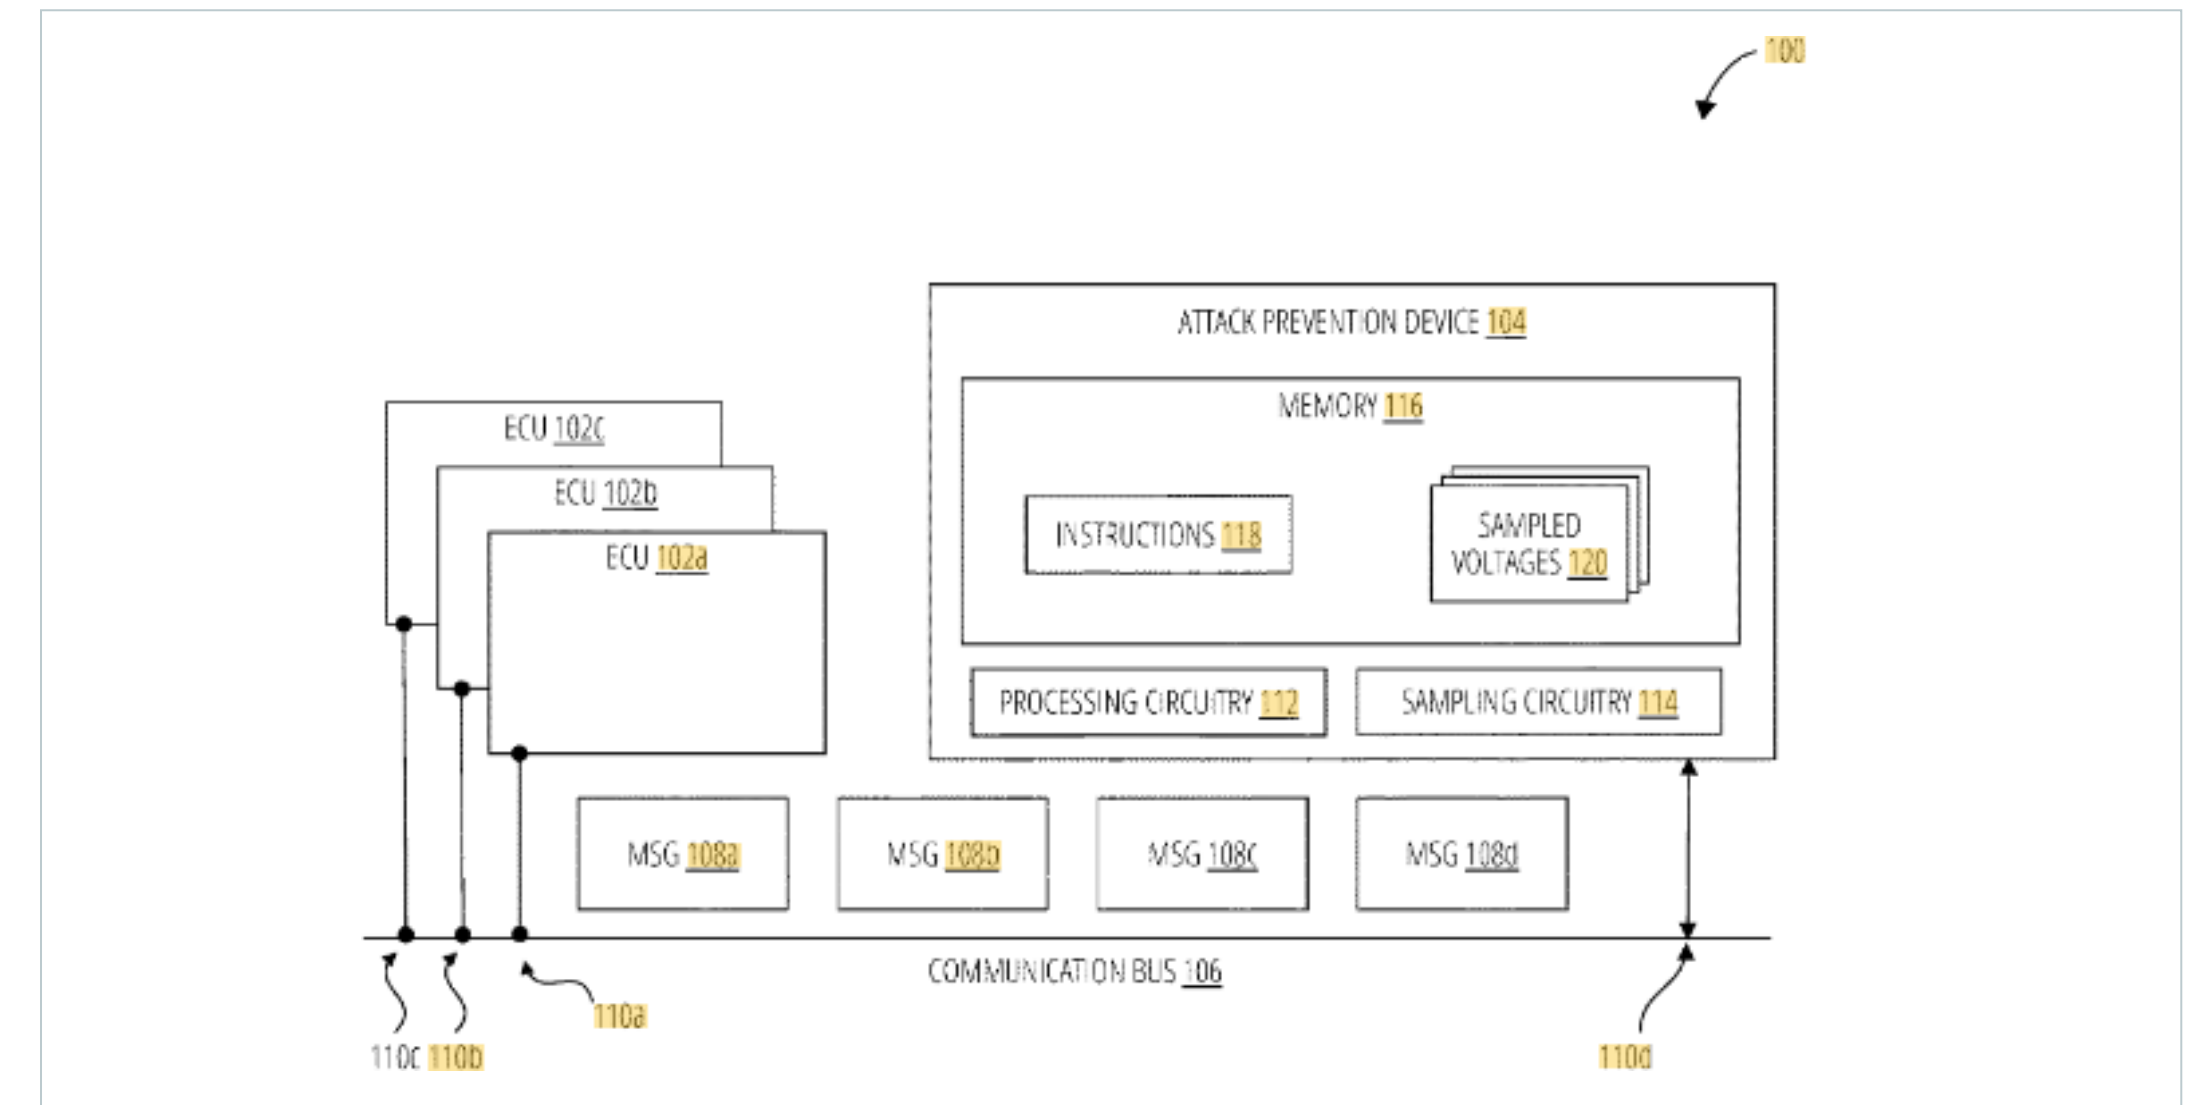 100
ATTACK PREVENTION DEVICE 104
MEMORY 116
INSTRUCTIONS 118
SAMPLED
VOLTAGES 120
PROCESSING CIRCUITRY 112
SAMPLING CIRCUITRY 114
ECU 102c
ECU 102b
ECU 102a
MSG 108a
MSG 108b
MSG 108c
MSG 108d
COMMUNICATION BUS 106
110a
110c
110b
110d